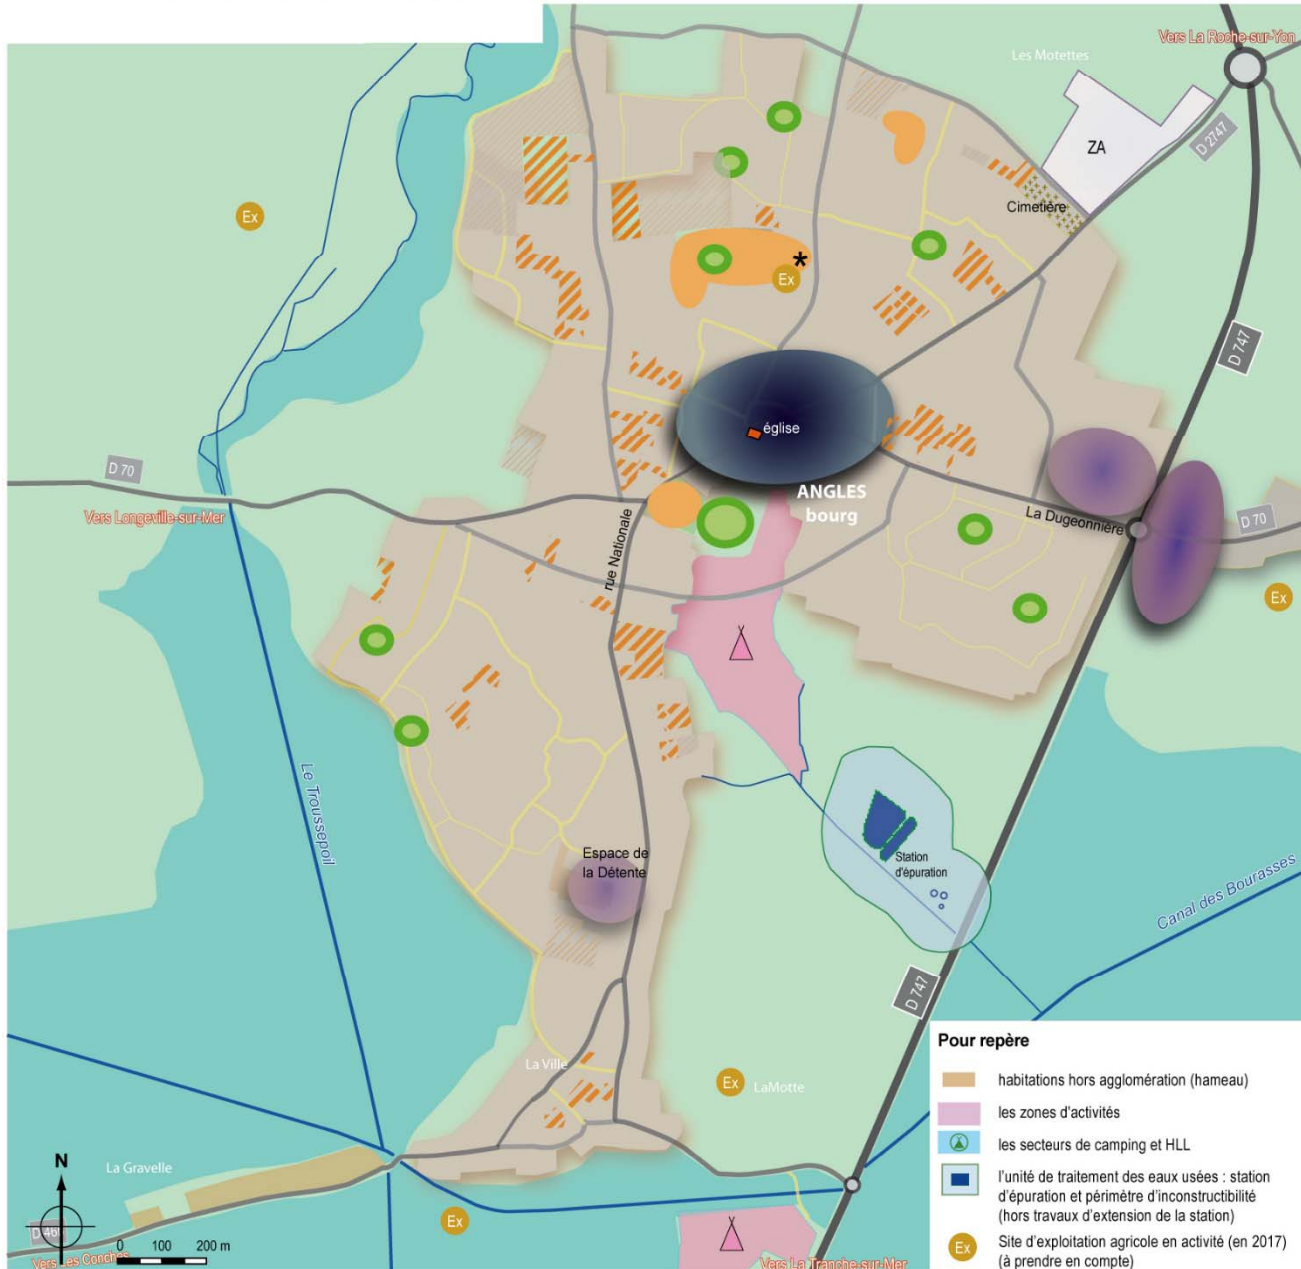 Vers La Roche-sur-Yon
Les Motettes
ZA
D 2747
Cimetière
Ex
Ex
*
D 747
église
D 70
Vers Longeville-sur-Mer
ANGLES
bourg
La Dugeonnière
D 70
rue Nationale
Ex
Le Troussepoil
Espace de
la Détente
Station
d'épuration
Canal des Bourasses
D 747
La Ville
Ex
LaMotte
La Gravelle
N
Ex
0 100 200 m
Vers Les Conches
Vers La Tranche-sur-Mer
Pour repère
habitations hors agglomération (hameau)
les zones d'activités
les secteurs de camping et HLL
l'unité de traitement des eaux usées : station
d'épuration et périmètre d'inconstructibilité
(hors travaux d'extension de la station)
Ex
Site d'exploitation agricole en activité (en 2017)
(à prendre en compte)